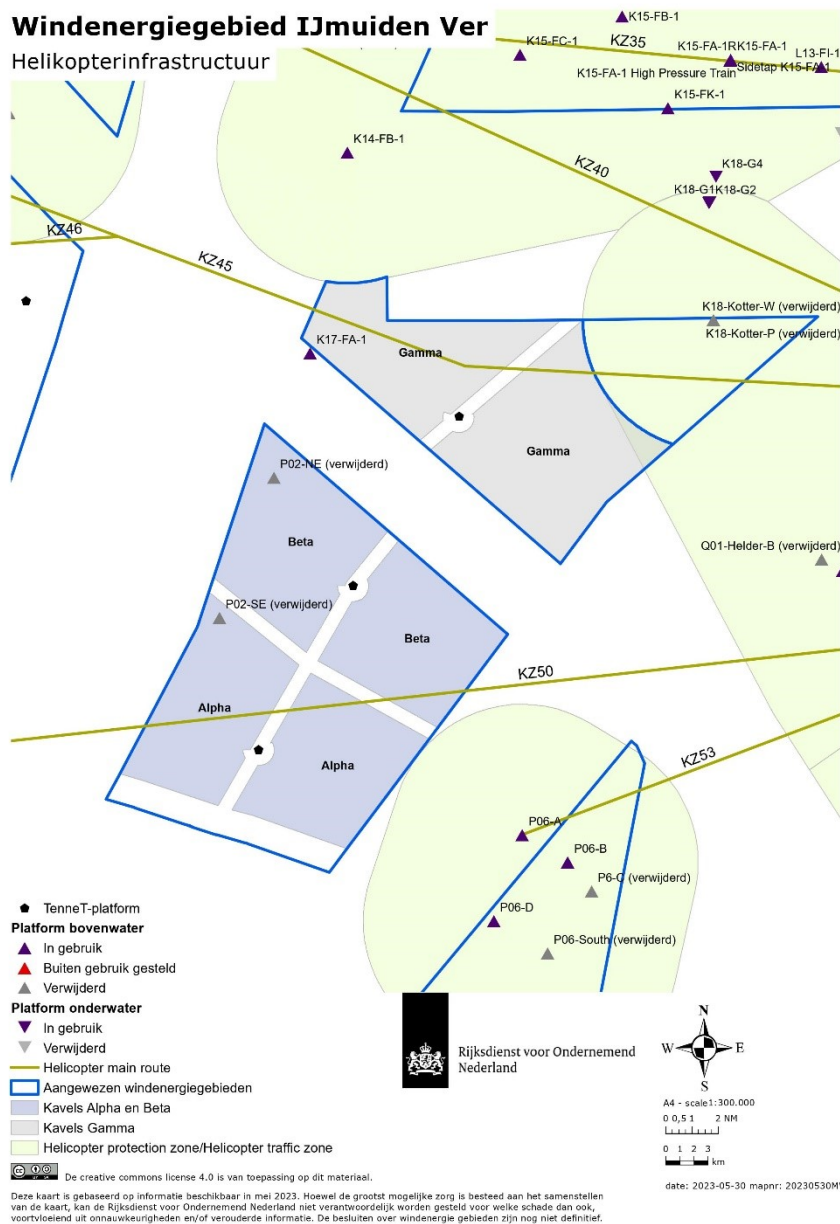 Windenergiegebied IJmuiden Ver
Helikopterinfrastructuur
K15-FB-1
KZ35
K15-FC-1
K15-FA-1RK15-FA-1
L13-FI-1
Sidetap K15-FA-1
K15-FA-1 High Pressure Train
K15-FK-1
K14-FB-1
KZ40
K18-G4
K18-G1K18-G2
KZ46
KZ45
K18-Kotter-W (verwijderd)
K18-Kotter-P (verwijderd)
K17-FA-1
Gamma
Gamma
P02-NE (verwijderd)
Beta
Q01-Helder-B (verwijderd)
P02-SE (verwijderd)
Beta
KZ50
Alpha
Alpha
KZ53
P06-A
P06-B
P6-C (verwijderd)
P06-D
P06-South (verwijderd)
TenneT-platform
Platform bovenwater
In gebruik
Buiten gebruik gesteld
Verwijderd
Platform onderwater
In gebruik
Verwijderd
Helicopter main route
Aangewezen windenergiegebieden
Kavels Alpha en Beta
Kavels Gamma
Helicopter protection zone/Helicopter traffic zone
Rijksdienst voor Ondernemend
Nederland
N
W E
S
A4 - scale1:300.000
0 0,5 1 2 NM
0 1 2 3
km
De creative commons license 4.0 is van toepassing op dit materiaal.
date: 2023-05-30 mapnr: 20230530M
Deze kaart is gebaseerd op informatie beschikbaar in mei 2023. Hoewel de grootst mogelijke zorg is besteed aan het samenstellen
van de kaart, kan de Rijksdienst voor Ondernemend Nederland niet verantwoordelijk worden gesteld voor welke schade dan ook,
voortvloeiend uit onnauwkeurigheden en/of verouderde informatie. De besluiten over windenergie gebieden zijn nog niet definitief.